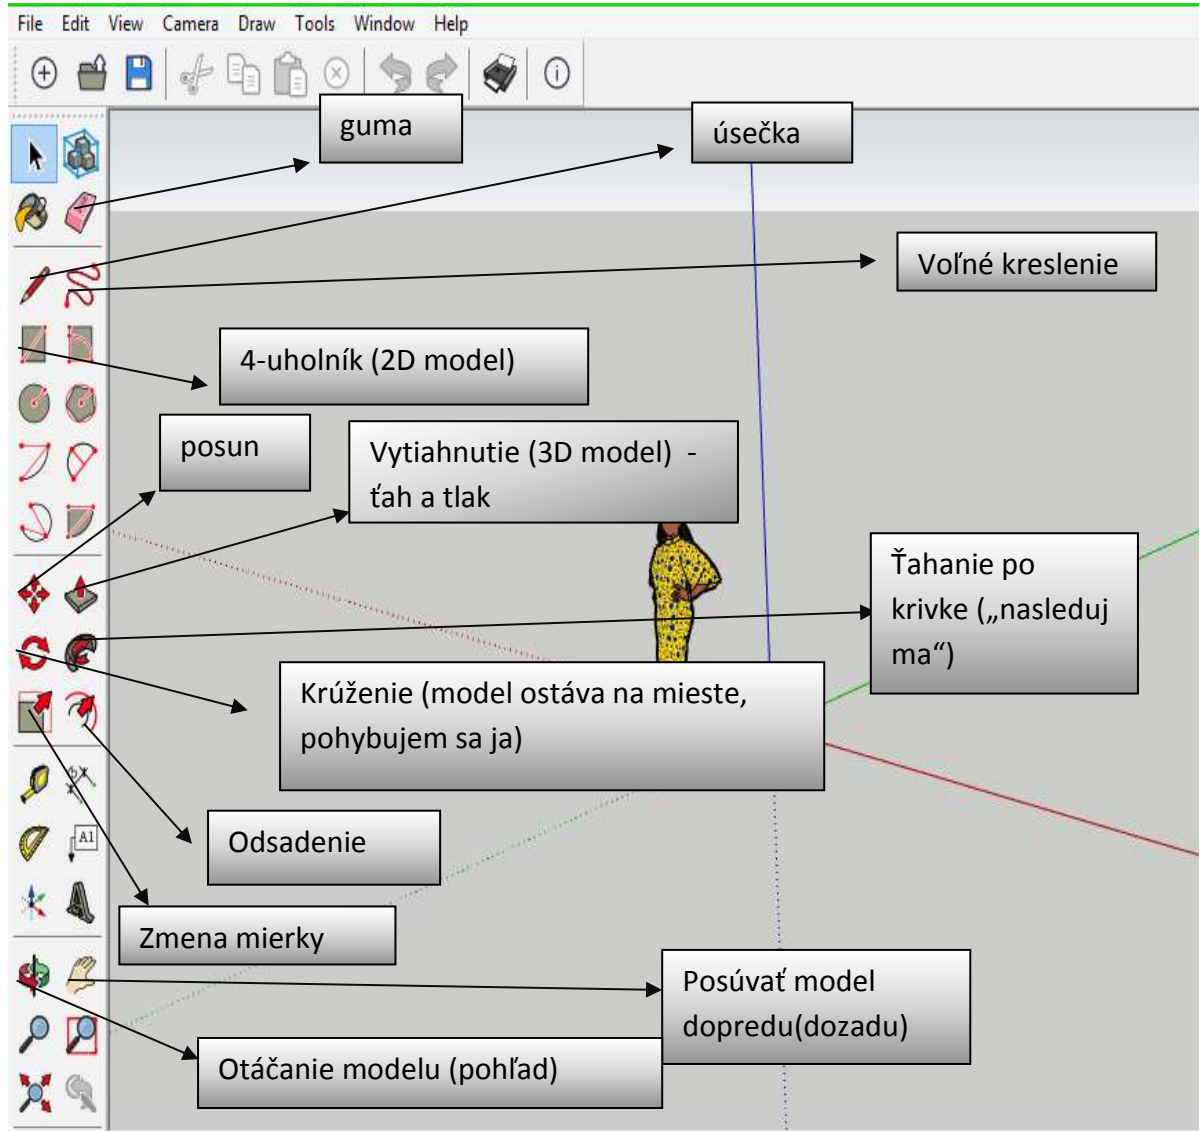 File Edit View Camera Draw Tools Window Help
guma
úsečka
Voľné kreslenie
4-uholník (2D model)
posun
Vytiahnutie (3D model) -
ťah a tlak
Ťahanie po
krivke („nasleduj
ma“)
Krúženie (model ostáva na mieste,
pohybujem sa ja)
Odsadenie
A1
Zmena mierky
Posúvať model
dopredu(dozadu)
Otáčanie modelu (pohľad)